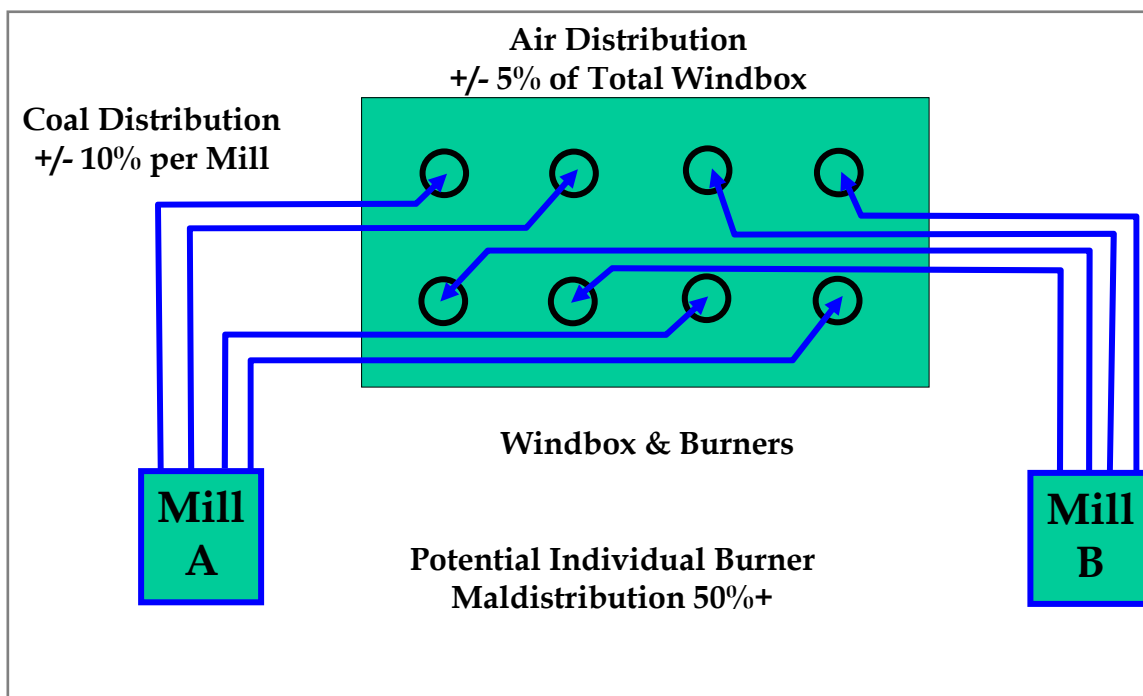 Air Distribution
+/- 5% of Total Windbox
Coal Distribution
+/- 10% per Mill
Windbox & Burners
Mill
A
Mill
B
Potential Individual Burner
Maldistribution 50%+